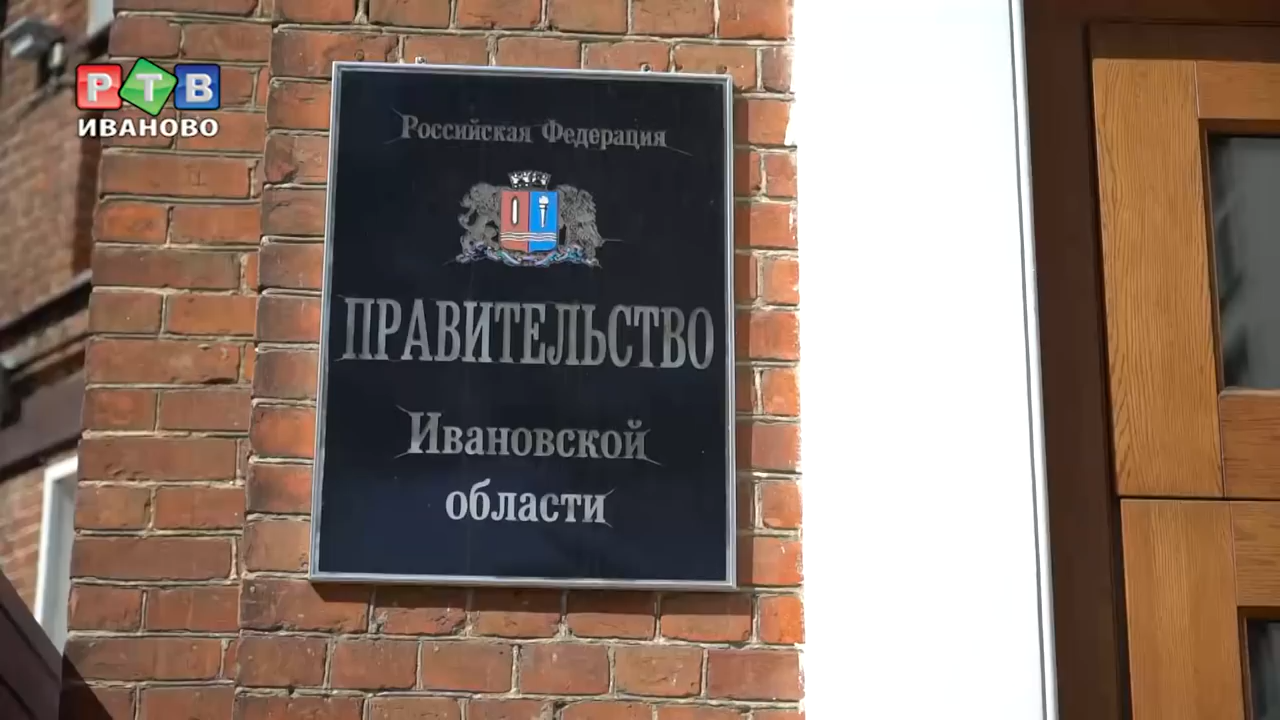 РТВ
ИВАНОВО
Российская Федерация
ПРАВИТЕЛЬСТВО
Ивановской
области